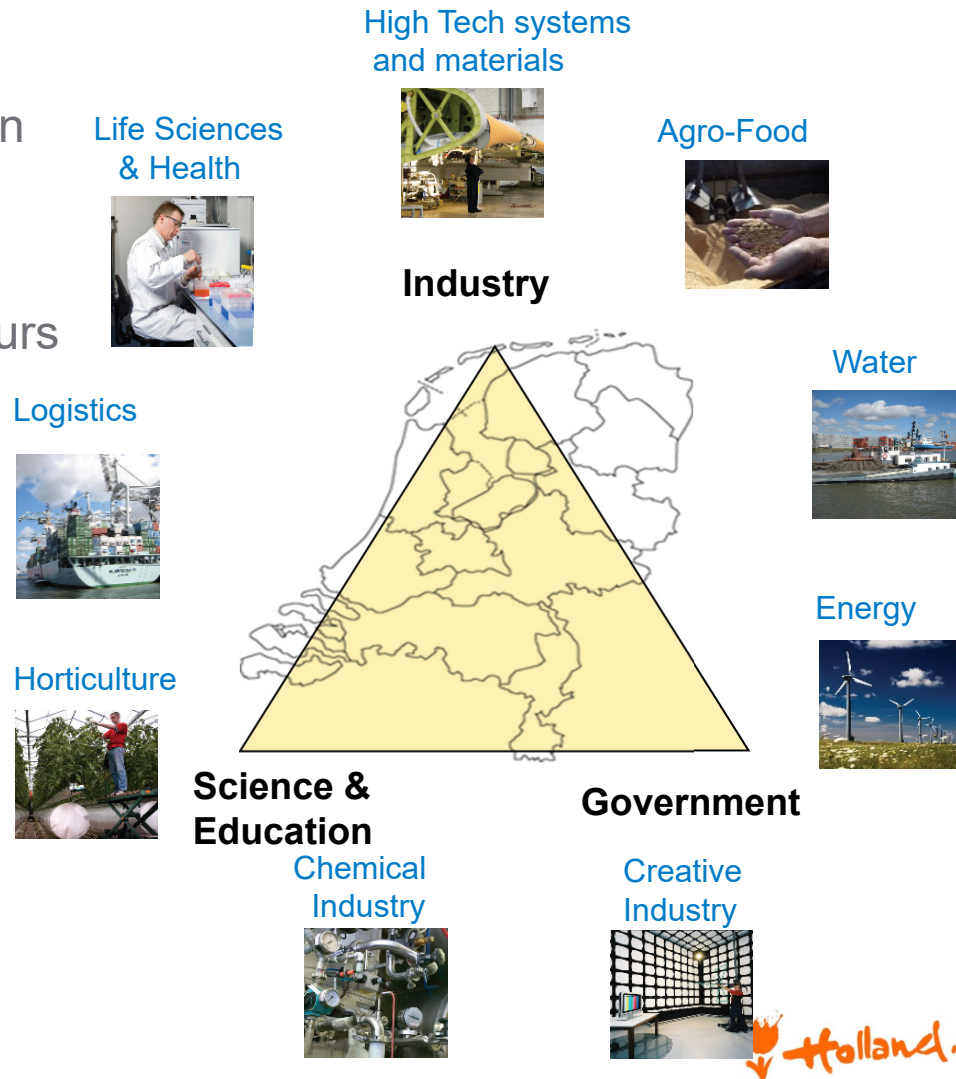 High Tech systems
and materials
n
Life Sciences
& Health
Agro-Food
Industry
urs
Water
Logistics
Energy
Horticulture
Science &
Education
Government
Chemical
Industry
Creative
Industry
Holland.